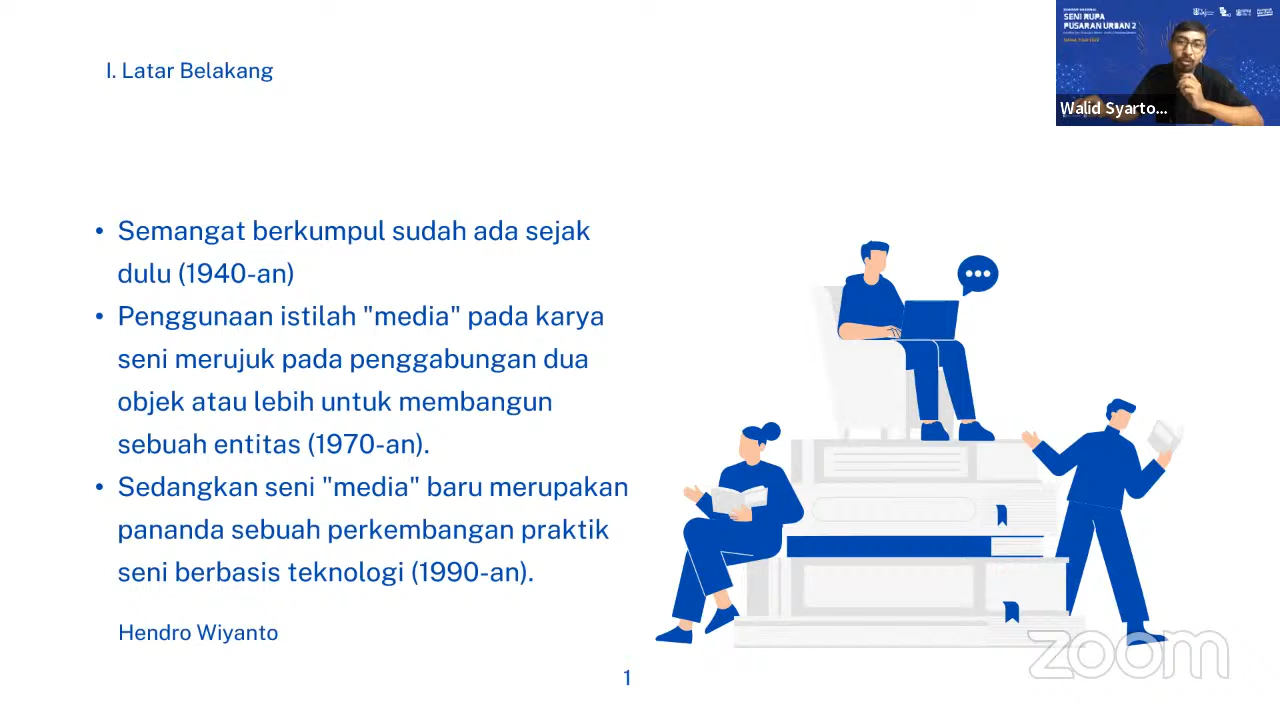 I. Latar Belakang
SENI RUPA
PUSARAN URBAN 2
Walid Syarto...
• Semangat berkumpul sudah ada sejak
dulu (1940-an)
• Penggunaan istilah "media" pada karya
seni merujuk pada penggabungan dua
objek atau lebih untuk membangun
sebuah entitas (1970-an).
• Sedangkan seni "media" baru merupakan
pananda sebuah perkembangan praktik
seni berbasis teknologi (1990-an).
Hendro Wiyanto
1
zoom